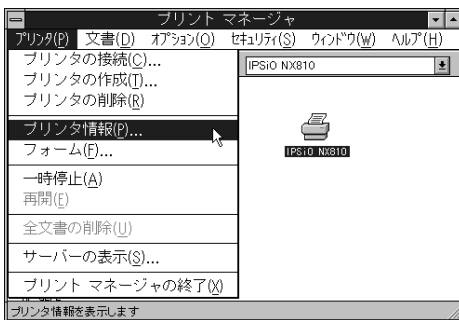 プリント マネージャ
プリンタ(P) 文書(D) オプション(O) セキュリティ(S) ウィンドウ(W) ヘルプ(H)
プリンタの接続(C)...
プリンタの作成(T)...
プリンタの削除(R)
プリンタ情報(P)...
フォーム(F)...
一時停止(A)
再開(E)
全文書の削除(U)
サーバーの表示(S)...
プリント マネージャの終了(X)
IPSiO NX810
IPSiO NX810
プリンタ情報を表示します